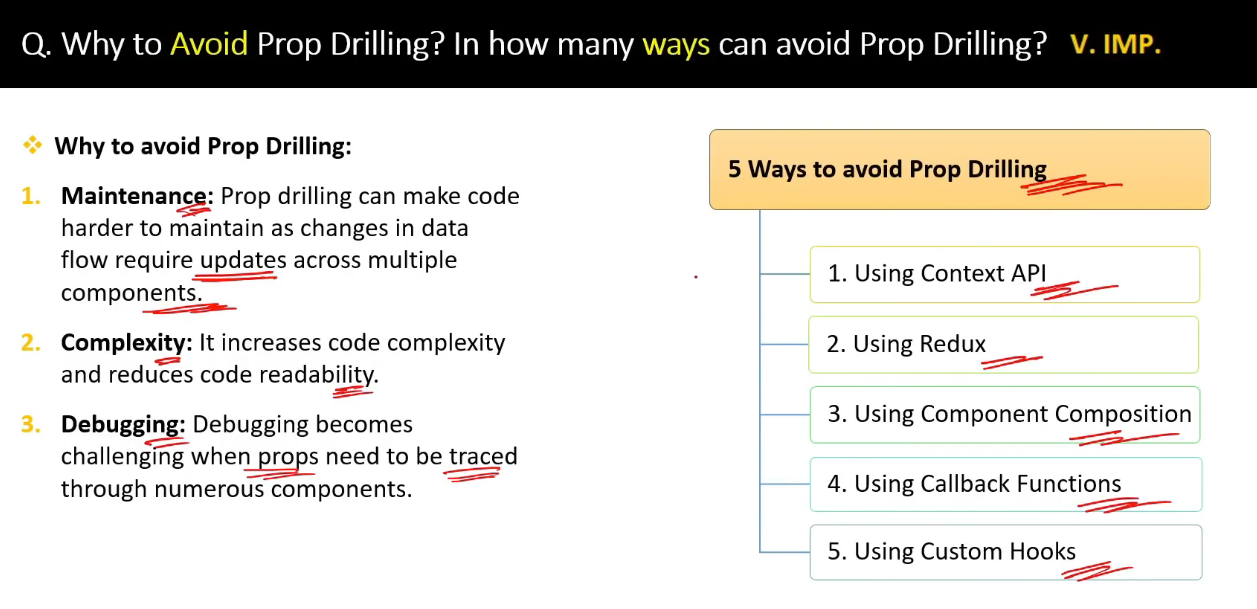 Q. Why to Avoid Prop Drilling? In how many ways can avoid Prop Drilling? V. IMP.
Why to avoid Prop Drilling:
1. Maintenance: Prop drilling can make code
harder to maintain as changes in data
flow require updates across multiple
components.
2. Complexity: It increases code complexity
and reduces code readability.
3. Debugging: Debugging becomes
challenging when props need to be traced
through numerous components.
5 Ways to avoid Prop Drilling
1. Using Context API
2. Using Redux
3. Using Component Composition
4. Using Callback Functions
5. Using Custom Hooks